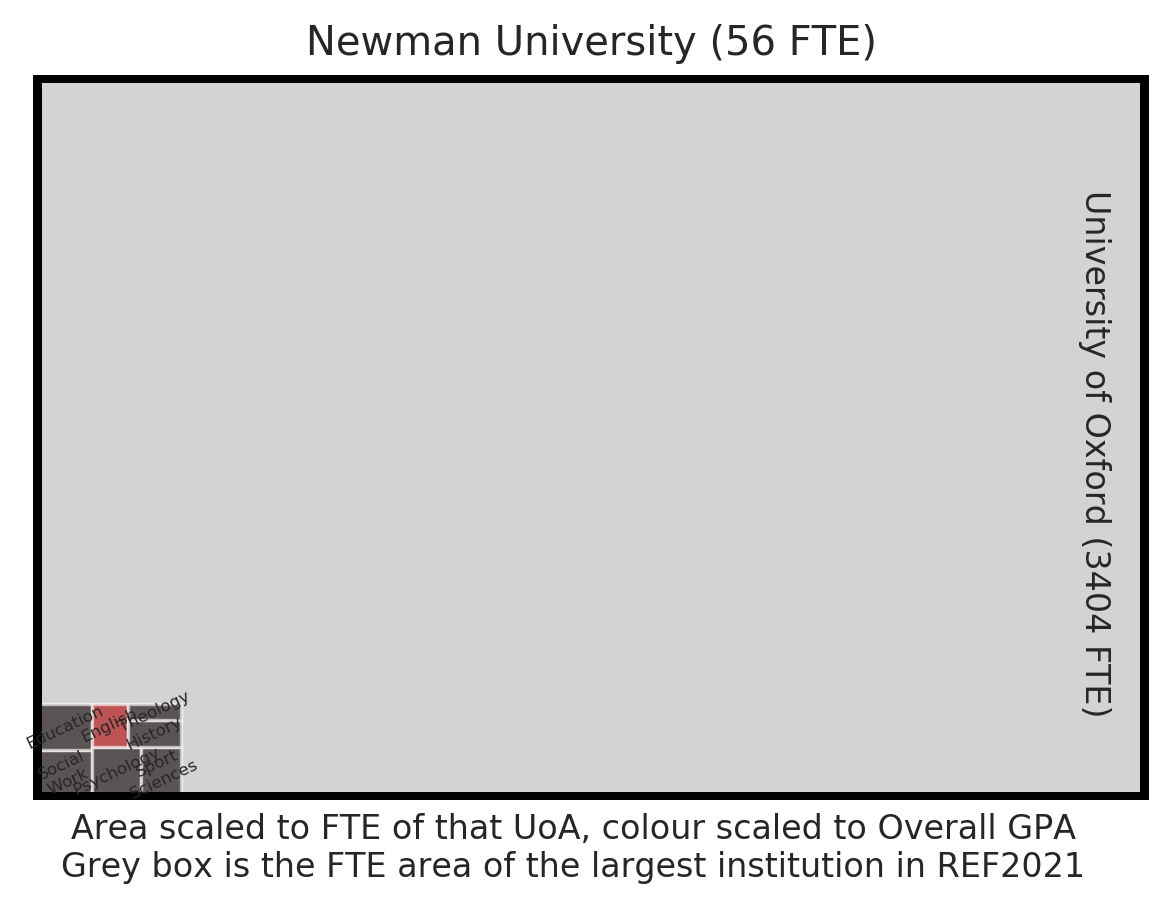 Newman University (56 FTE)
University of Oxford (3404 FTE)
Education
English
Theology
History
Social
Work
Psychology
Sport
Sciences
Area scaled to FTE of that UoA, colour scaled to Overall GPA
Grey box is the FTE area of the largest institution in REF2021